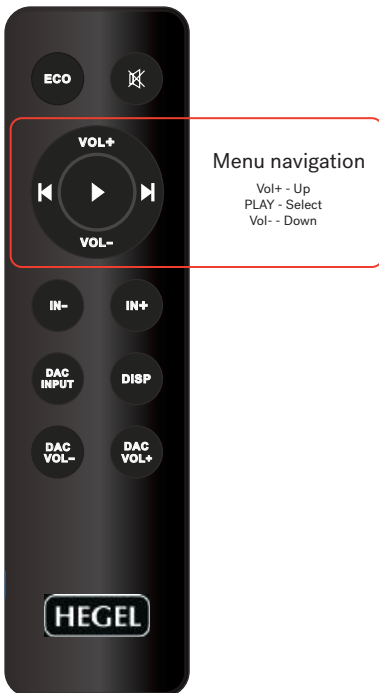 ECO
VOL+
VOL-
Menu navigation
Vol+ - Up
PLAY - Select
Vol- - Down
IN- IN+
DAC
INPUT
DISP
DAC
VOL-
DAC
VOL+
HEGEL